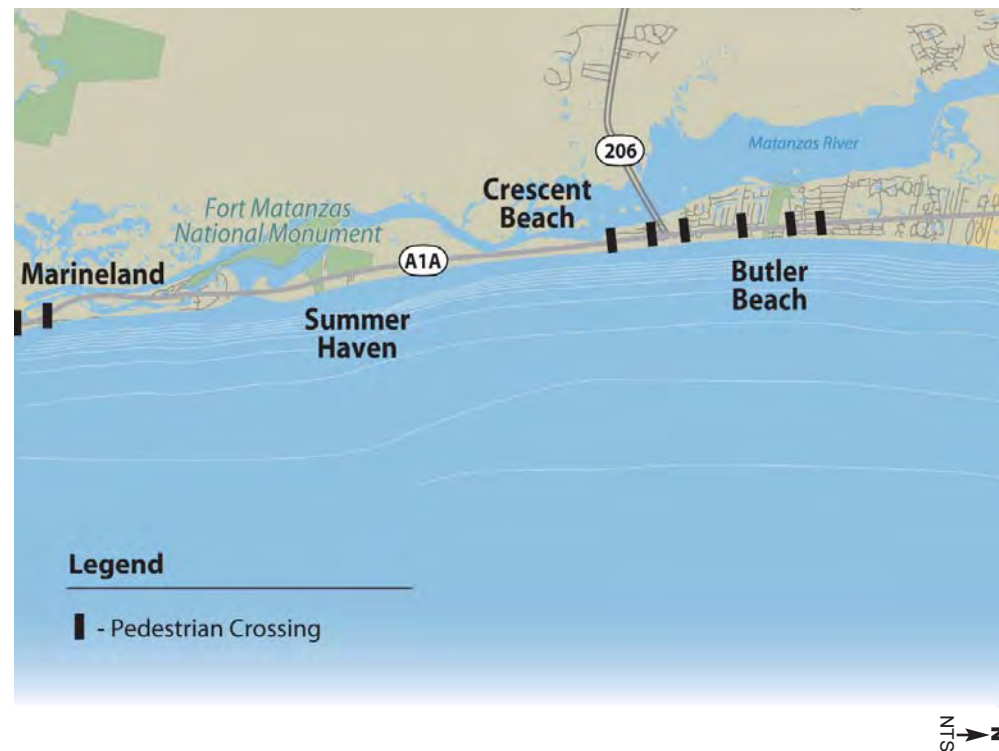 206
Matanzas River
Crescent
Beach
Fort Matanzas
National Monument
A1A
Marineland
Butler
Beach
Summer
Haven
Legend
- Pedestrian Crossing
NTS
N